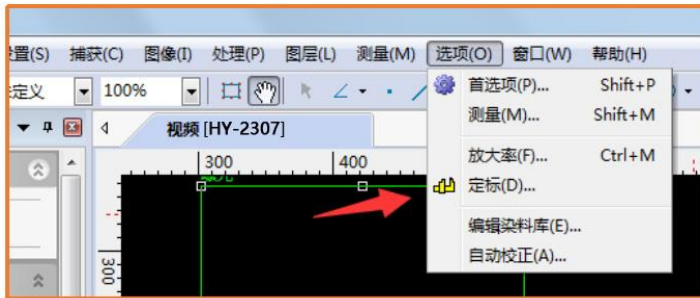 置(S) 捕获(C) 图像(I) 处理(P) 图层(L) 测量(M) 选项(O) 窗口(W) 帮助(H)
定义 100%
首选项(P)... Shift+P
测量(M)... Shift+M
视频 [HY-2307]
放大率(F)... Ctrl+M
300 400
定标(D)...
编辑染料库(E)...
自动校正(A)...
300